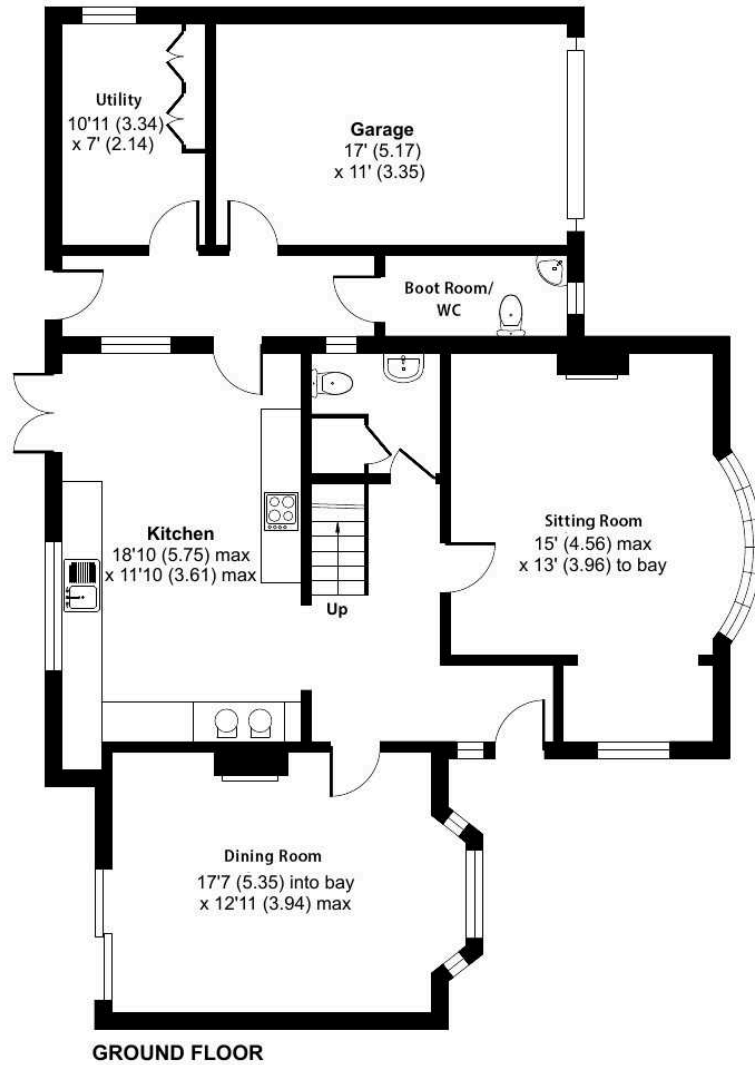 Utility
10'11 (3.34)
x 7' (2.14)
Garage
17' (5.17)
x 11' (3.35)
Boot Room/
WC
Kitchen
18'10 (5.75) max
x 11'10 (3.61) max
Sitting Room
15' (4.56) max
x 13' (3.96) to bay
Up
Dining Room
17'7 (5.35) into bay
x 12'11 (3.94) max
GROUND FLOOR